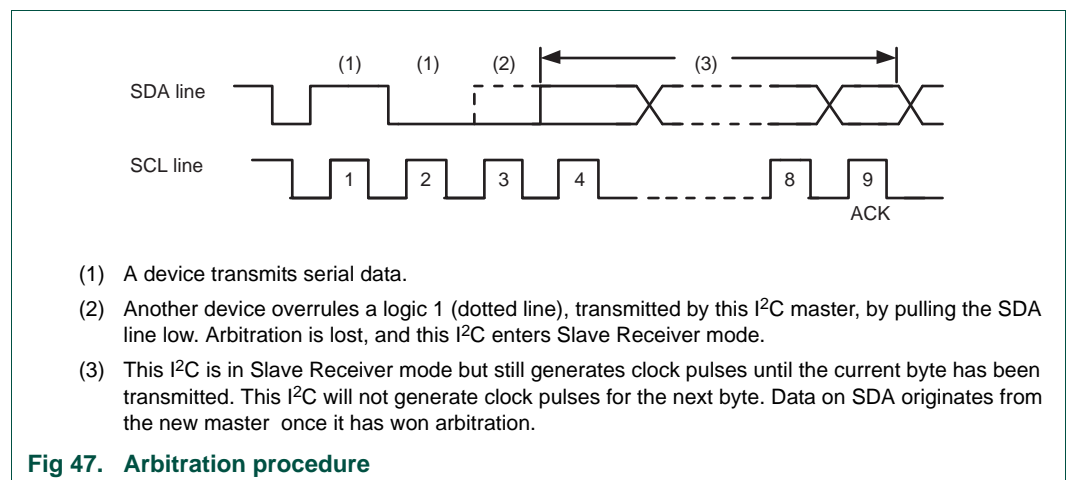 (1) (1) (2) (3)
SDA line
SCL line
1 2 3 4 8 9
ACK
(1) A device transmits serial data.
(2) Another device overrules a logic 1 (dotted line), transmitted by this I2C master, by pulling the SDA
line low. Arbitration is lost, and this I2C enters Slave Receiver mode.
(3) This I2C is in Slave Receiver mode but still generates clock pulses until the current byte has been
transmitted. This I2C will not generate clock pulses for the next byte. Data on SDA originates from
the new master once it has won arbitration.
Fig 47. Arbitration procedure